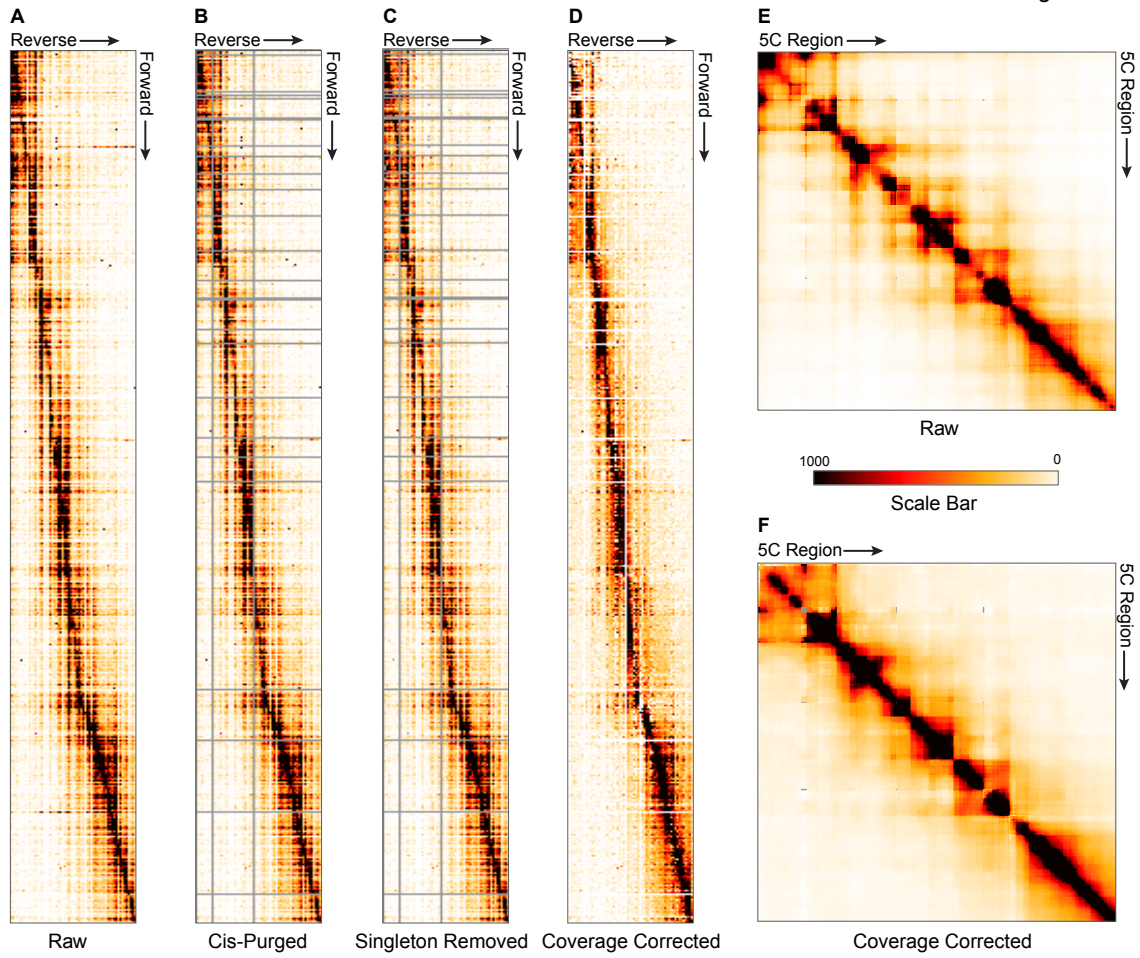 A
Reverse
Forward
Raw
B
Reverse
Forward
Cis-Purged
C
Reverse
Forward
Singleton Removed
D
Reverse
Forward
Coverage Corrected
E
5C Region
5C Region
Raw
1000
0
Scale Bar
F
5C Region
5C Region
Coverage Corrected